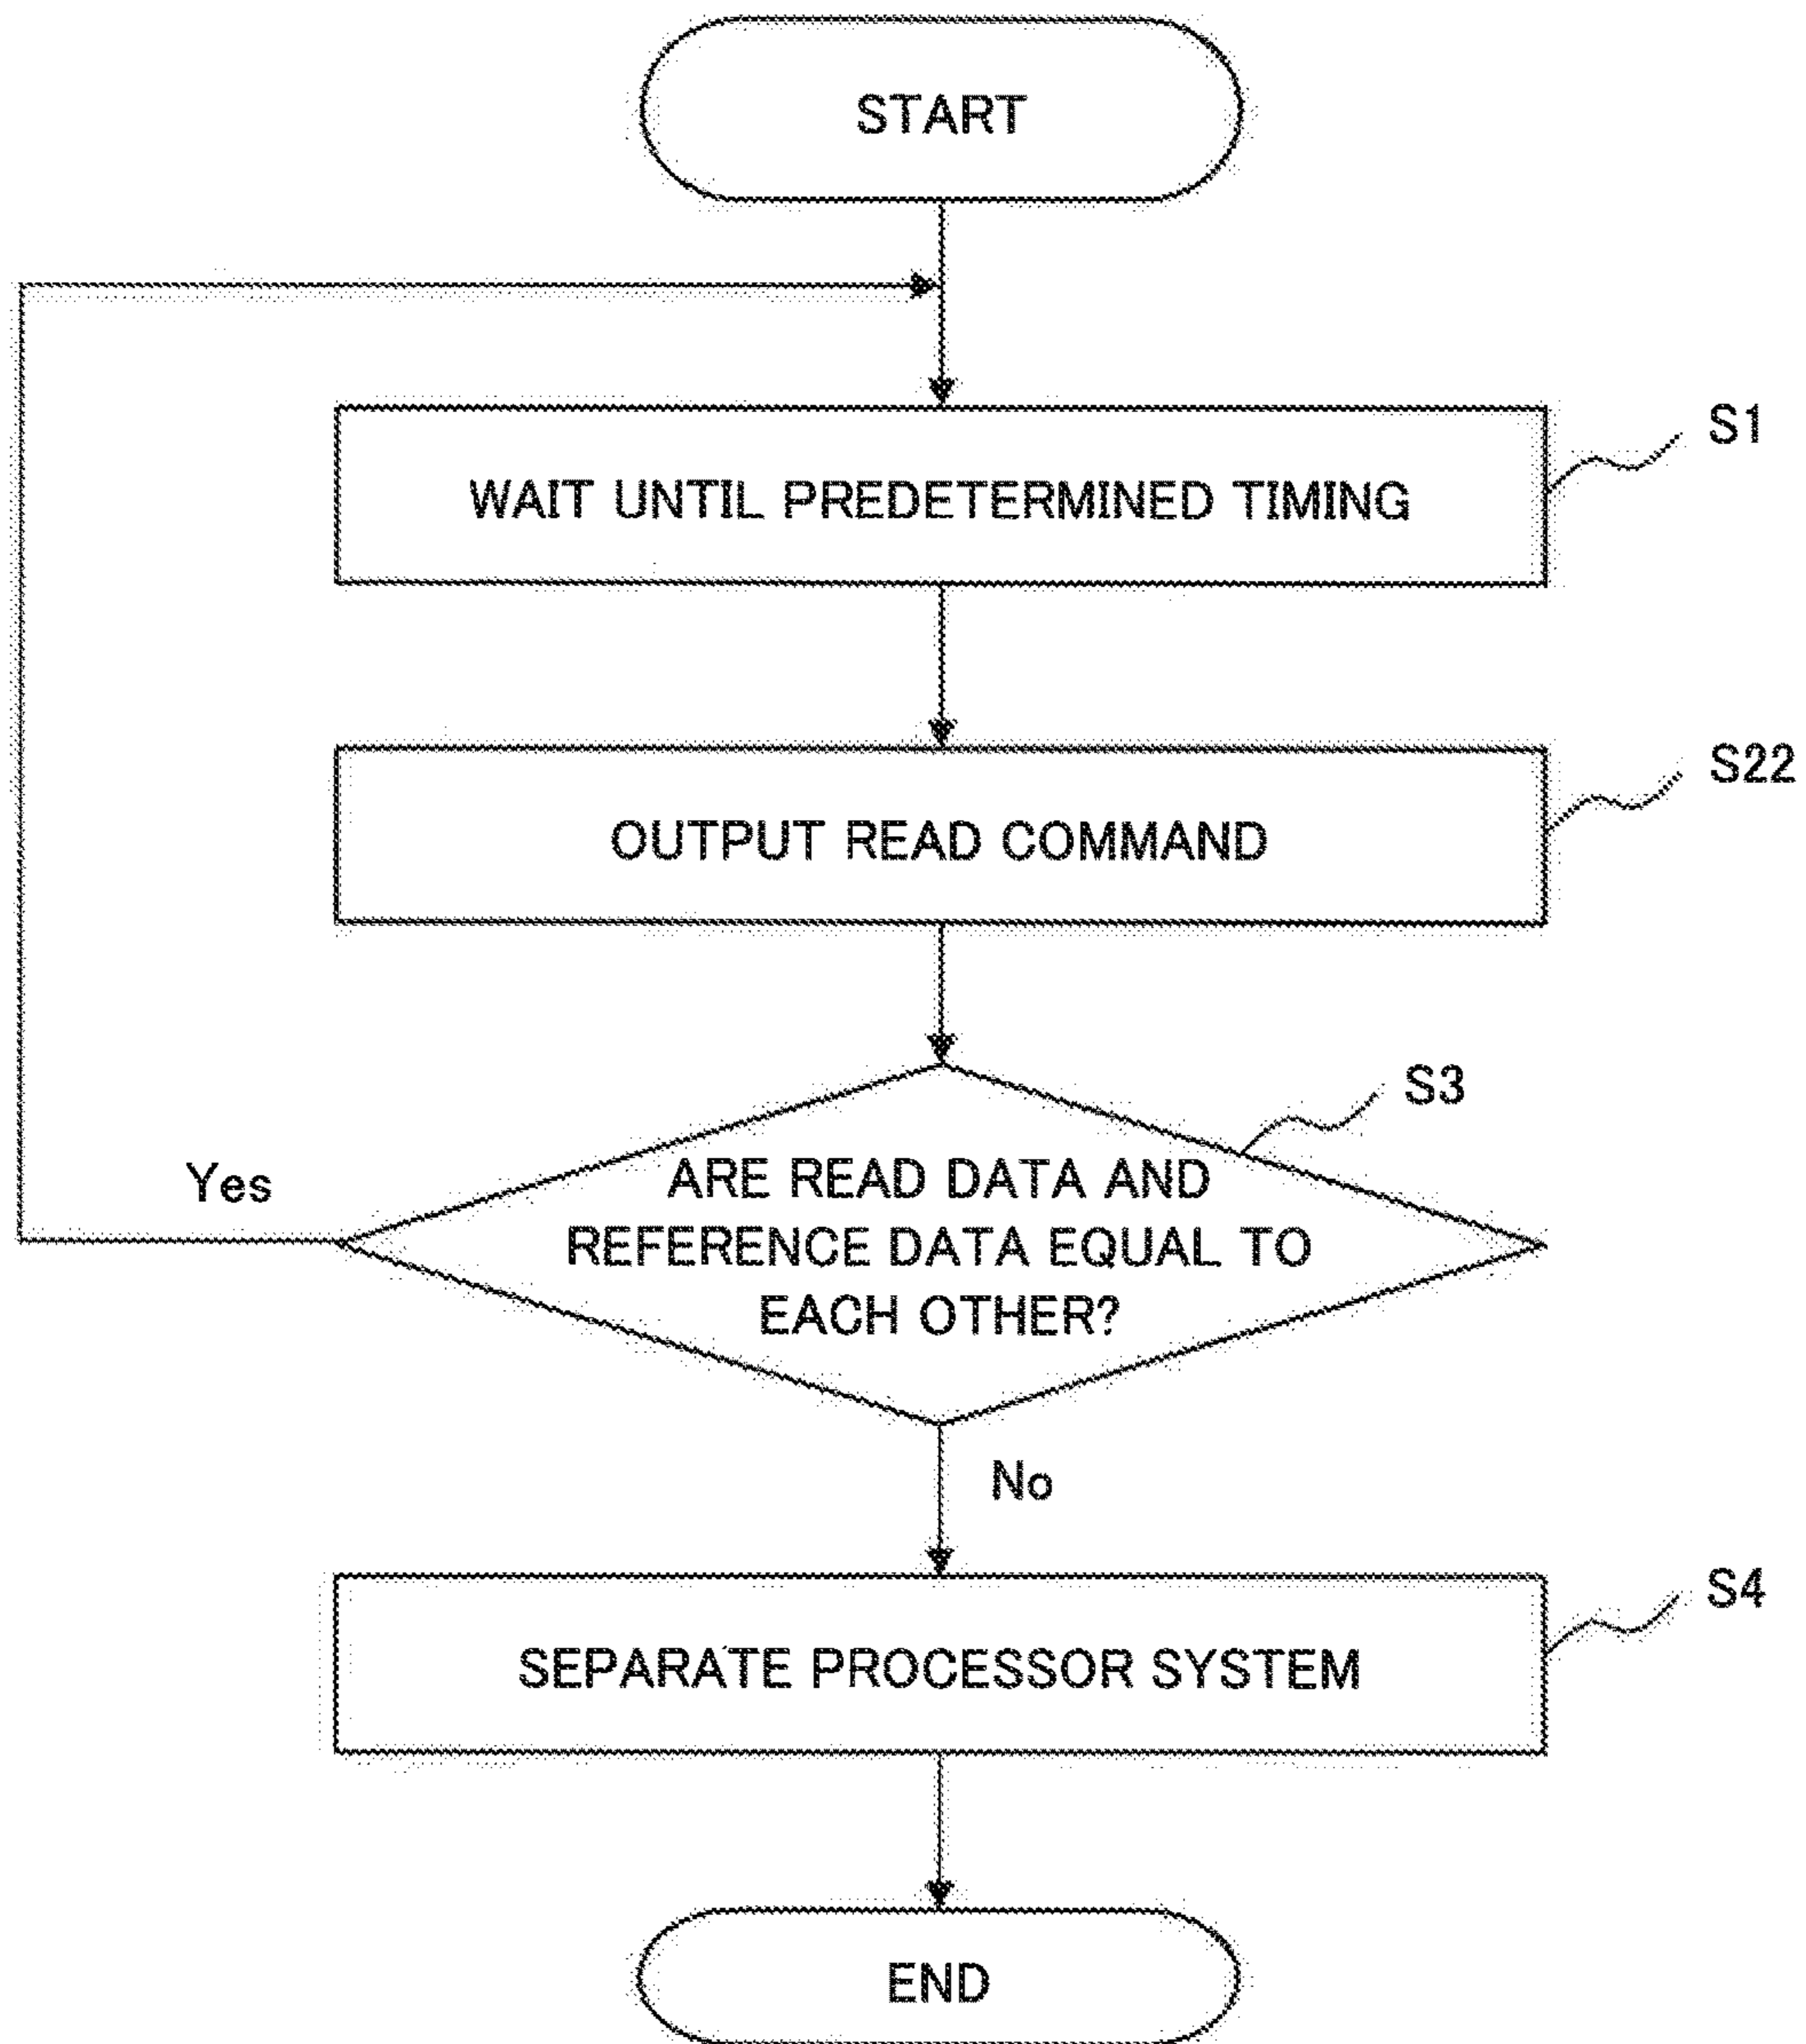 START
WAIT UNTIL PREDETERMINED TIMING
S1
OUTPUT READ COMMAND
S22
S3
ARE READ DATA AND
REFERENCE DATA EQUAL TO
EACH OTHER?
Yes
No
SEPARATE PROCESSOR SYSTEM
S4
END